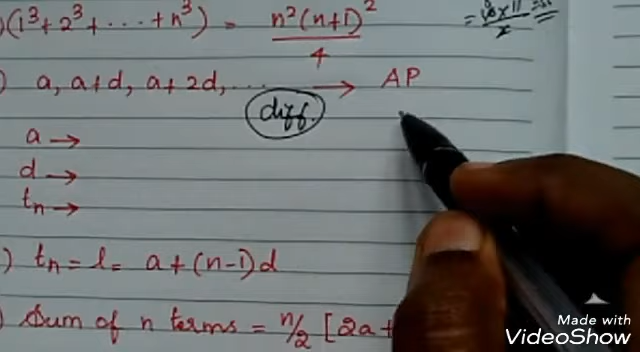 ) (1³ + 2³ + ... + n³) = n²(n+1)² / 4
) a, a+d, a+2d, ... → AP
diff.
a →
d →
tn →
) tn = l = a + (n-1)d
) Sum of n terms = n/2 [2a +
Made with
VideoShow